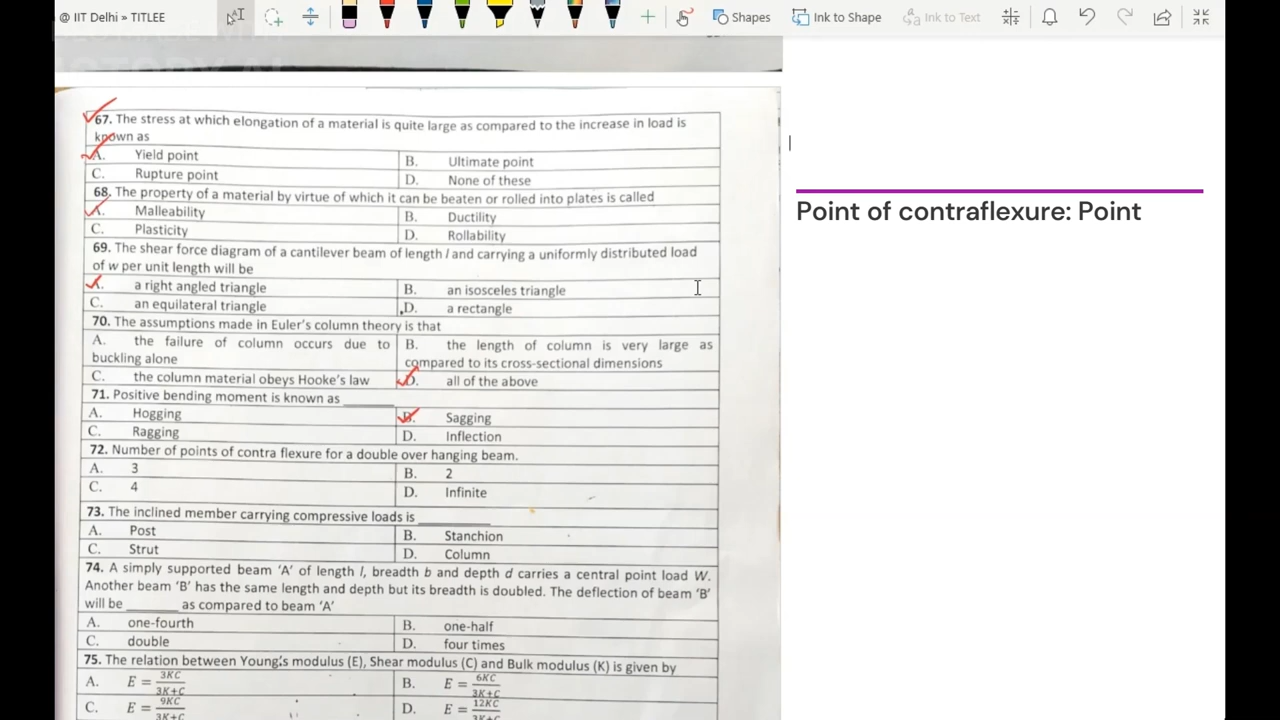 @ IIT Delhi » TITLEE
Shapes
Ink to Shape
Ink to Text
67. The stress at which elongation of a material is quite large as compared to the increase in load is
known as
A. Yield point
B. Ultimate point
C. Rupture point
D. None of these
68. The property of a material by virtue of which it can be beaten or rolled into plates is called
A. Malleability
B. Ductility
C. Plasticity
D. Rollability
69. The shear force diagram of a cantilever beam of length l and carrying a uniformly distributed load
of w per unit length will be
A. a right angled triangle
B. an isosceles triangle
C. an equilateral triangle
D. a rectangle
70. The assumptions made in Euler's column theory is that
A. the failure of column occurs due to
buckling alone
B. the length of column is very large as
compared to its cross-sectional dimensions
C. the column material obeys Hooke's law
D. all of the above
71. Positive bending moment is known as ______
A. Hogging
B. Sagging
C. Ragging
D. Inflection
72. Number of points of contra flexure for a double over hanging beam.
A. 3
B. 2
C. 4
D. Infinite
73. The inclined member carrying compressive loads is ________
A. Post
B. Stanchion
C. Strut
D. Column
74. A simply supported beam 'A' of length l, breadth b and depth d carries a central point load W.
Another beam 'B' has the same length and depth but its breadth is doubled. The deflection of beam 'B'
will be _______ as compared to beam 'A'
A. one-fourth
B. one-half
C. double
D. four times
75. The relation between Young's modulus (E), Shear modulus (C) and Bulk modulus (K) is given by
A. E = 3KC / 3K+C
B. E = 6KC / 3K+C
C. E = 9KC / 3K+C
D. E = 12KC / 3K+C
Point of contraflexure: Point